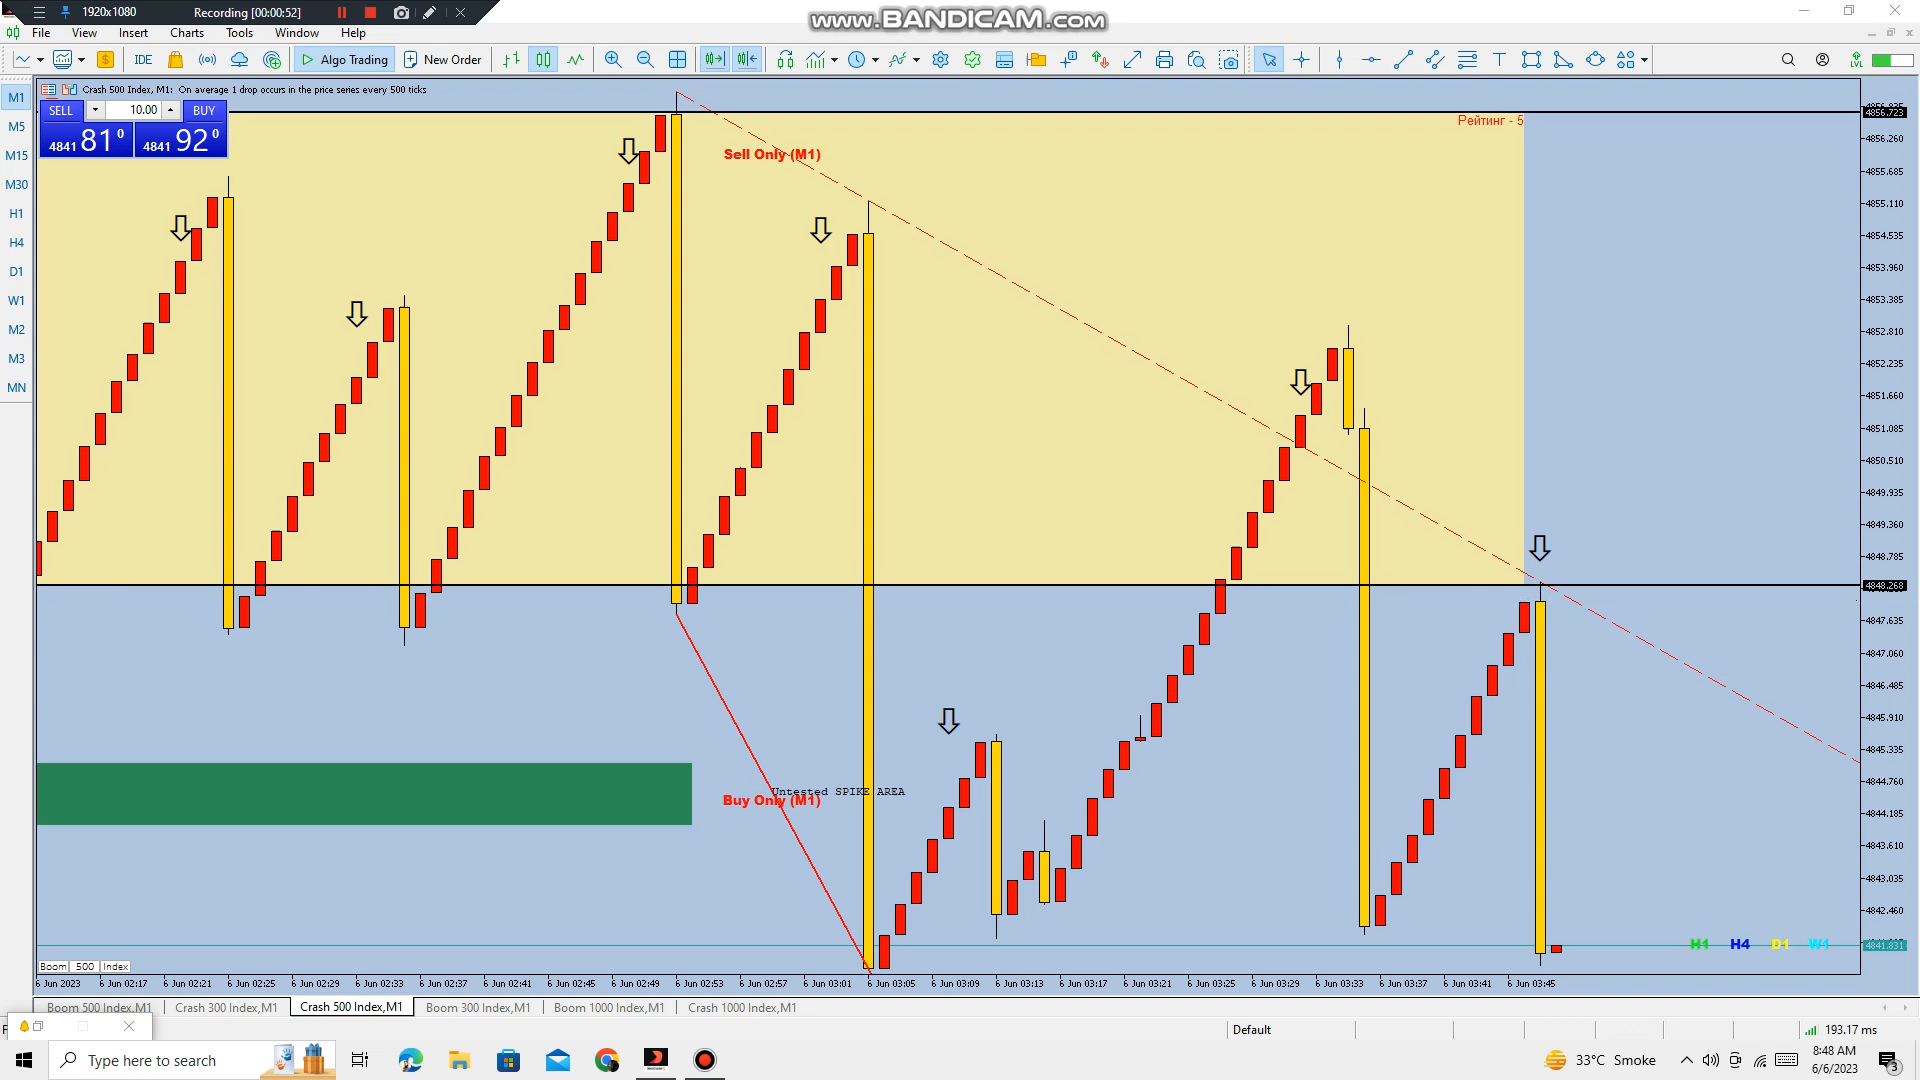 1920x1080
Recording [00:00:52]
www.BANDICAM.com
File View Insert Charts Tools Window Help
IDE
Algo Trading
New Order
LVL
M1
M5
M15
M30
H1
H4
D1
W1
M2
M3
MN
Crash 500 Index, M1: On average 1 drop occurs in the price series every 500 ticks
SELL
10.00
BUY
4841 81 0
4841 92 0
Рейтинг - 5
Sell Only (M1)
Untested SPIKE AREA
Buy Only (M1)
H1 H4 D1 W1
4856.723
4856.260
4855.685
4855.110
4854.535
4853.960
4853.385
4852.810
4852.235
4851.660
4851.085
4850.510
4849.935
4849.360
4848.785
4848.268
4847.635
4847.060
4846.485
4845.910
4845.335
4844.760
4844.185
4843.610
4843.035
4842.460
4841.831
Boom 500 Index
6 Jun 2023 6 Jun 02:17 6 Jun 02:21 6 Jun 02:25 6 Jun 02:29 6 Jun 02:33 6 Jun 02:37 6 Jun 02:41 6 Jun 02:45 6 Jun 02:49 6 Jun 02:53 6 Jun 02:57 6 Jun 03:01 6 Jun 03:05 6 Jun 03:09 6 Jun 03:13 6 Jun 03:17 6 Jun 03:21 6 Jun 03:25 6 Jun 03:29 6 Jun 03:33 6 Jun 03:37 6 Jun 03:41 6 Jun 03:45
Boom 500 Index,M1 Crash 300 Index,M1 Crash 500 Index,M1 Boom 300 Index,M1 Boom 1000 Index,M1 Crash 1000 Index,M1
Default
193.17 ms
Type here to search
33°C Smoke
8:48 AM
6/6/2023
3